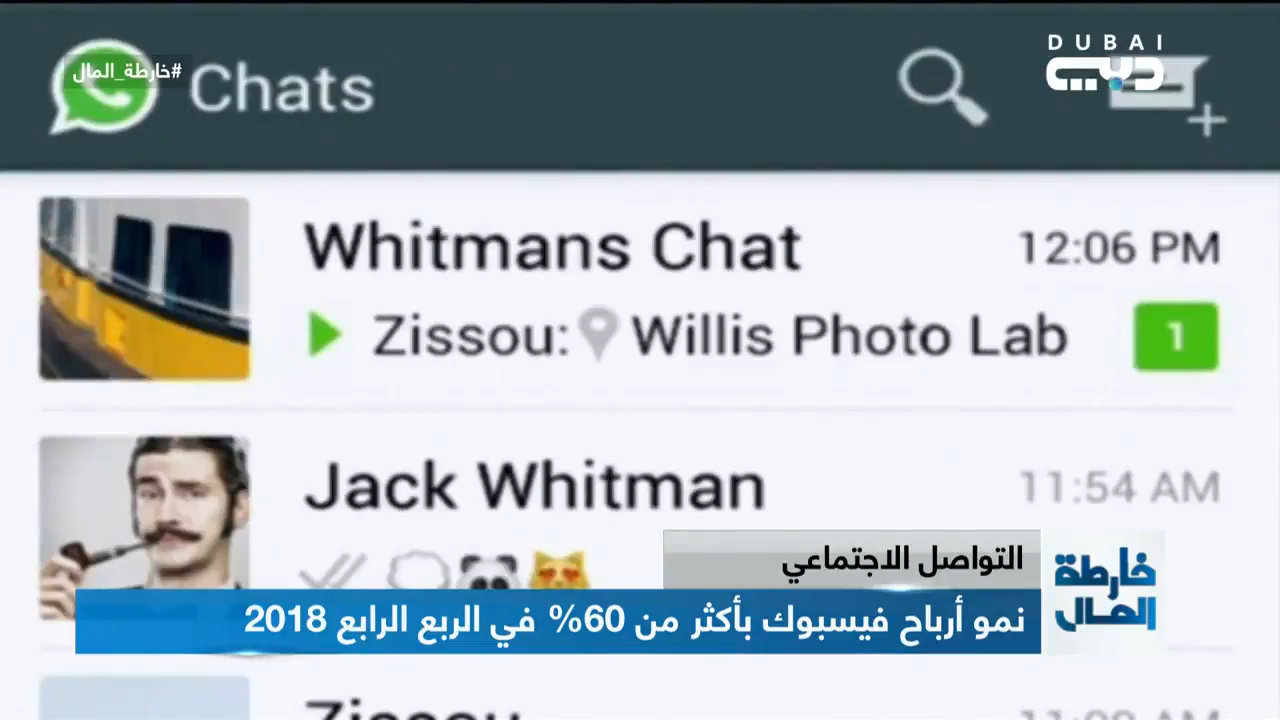 #خارطة_المال
Chats
DUBAI
دبي
Whitmans Chat
12:06 PM
Zissou: Willis Photo Lab
1
Jack Whitman
11:54 AM
التواصل الاجتماعي
نمو أرباح فيسبوك بأكثر من 60% في الربع الرابع 2018
خارطة
المال
Zissou